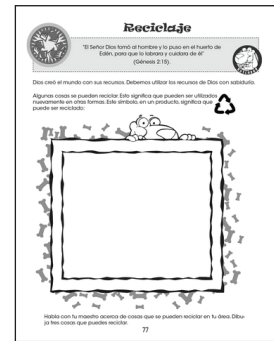 Reciclaje
"El Señor Dios tomó al hombre y lo puso en el huerto de
Edén, para que lo labrara y cuidara de él"
(Génesis 2:15).
Dios creó el mundo con sus recursos. Debemos utilizar los recursos de Dios con sabiduría.
Algunas cosas se pueden reciclar. Esto significa que pueden ser utilizados
nuevamente en otras formas. Este símbolo, en un producto, significa que
puede ser reciclado:
Habla con tu maestro acerca de cosas que se pueden reciclar en tu área. Dibu-
ja tres cosas que puedes reciclar.
77